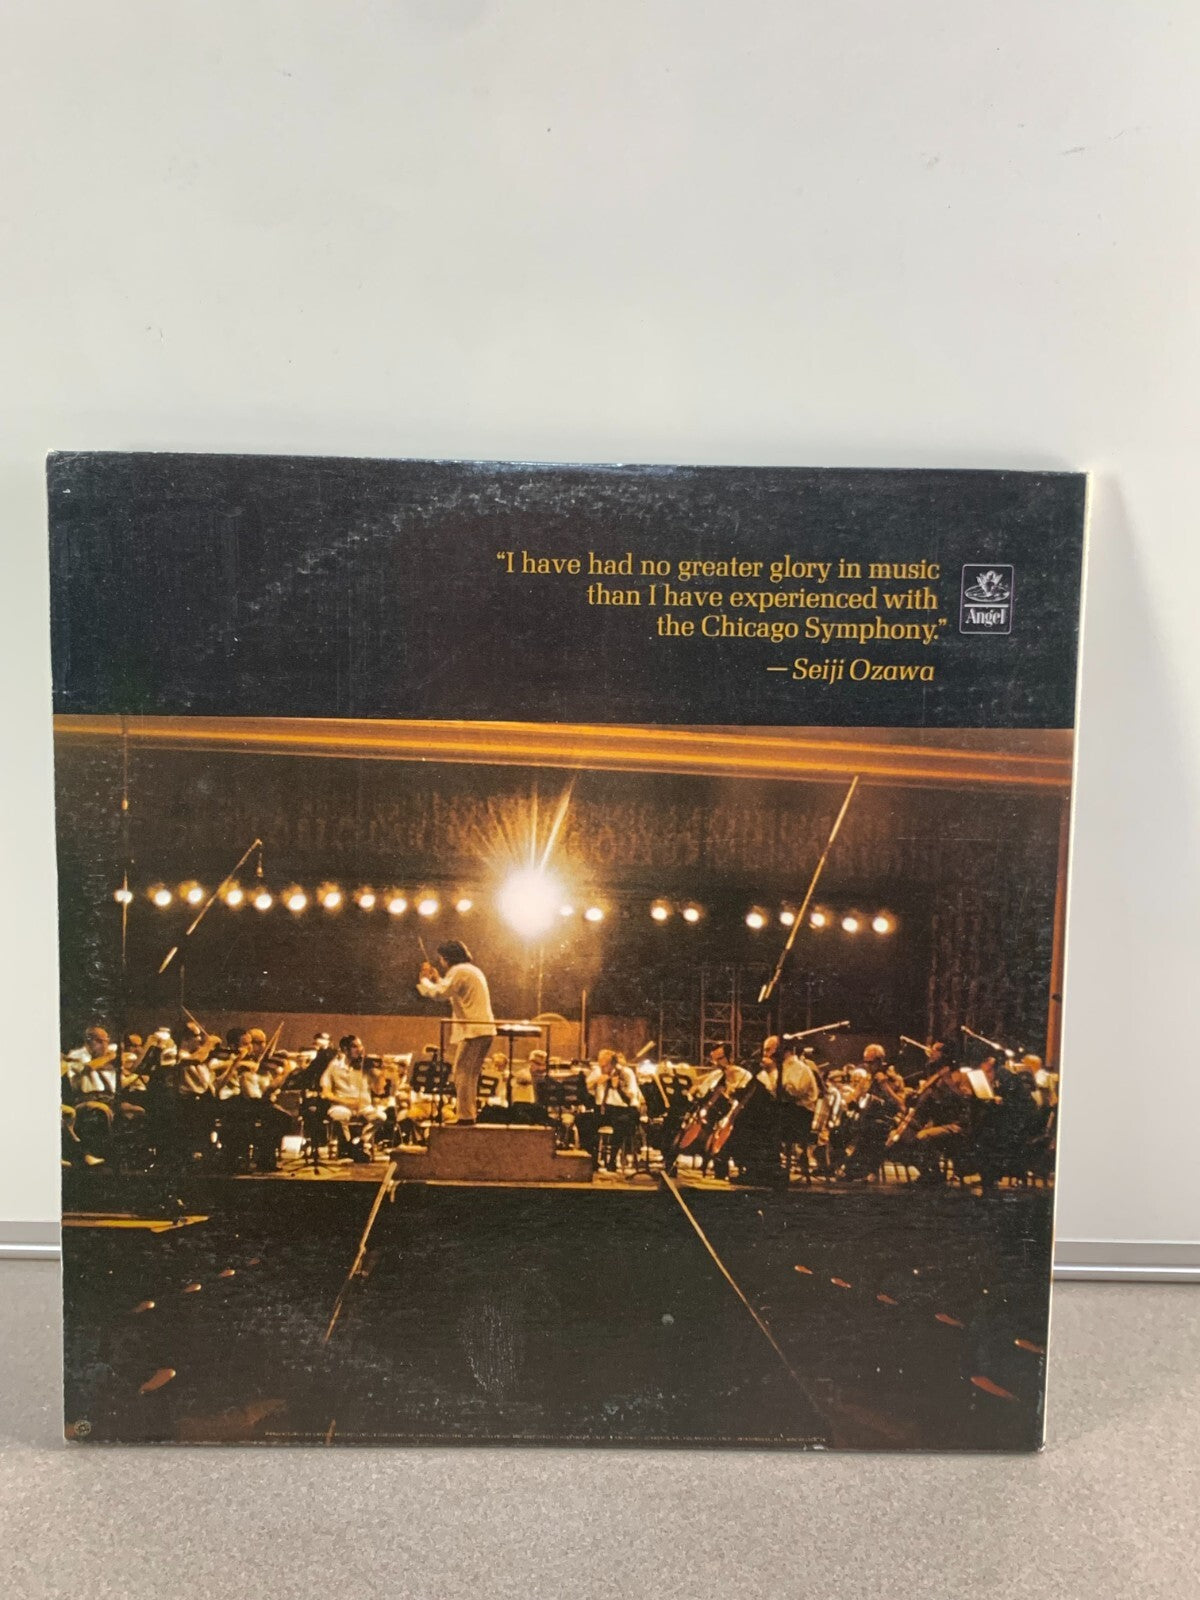 “I have had no greater glory in music
than I have experienced with
the Chicago Symphony.”
— Seiji Ozawa
Angel